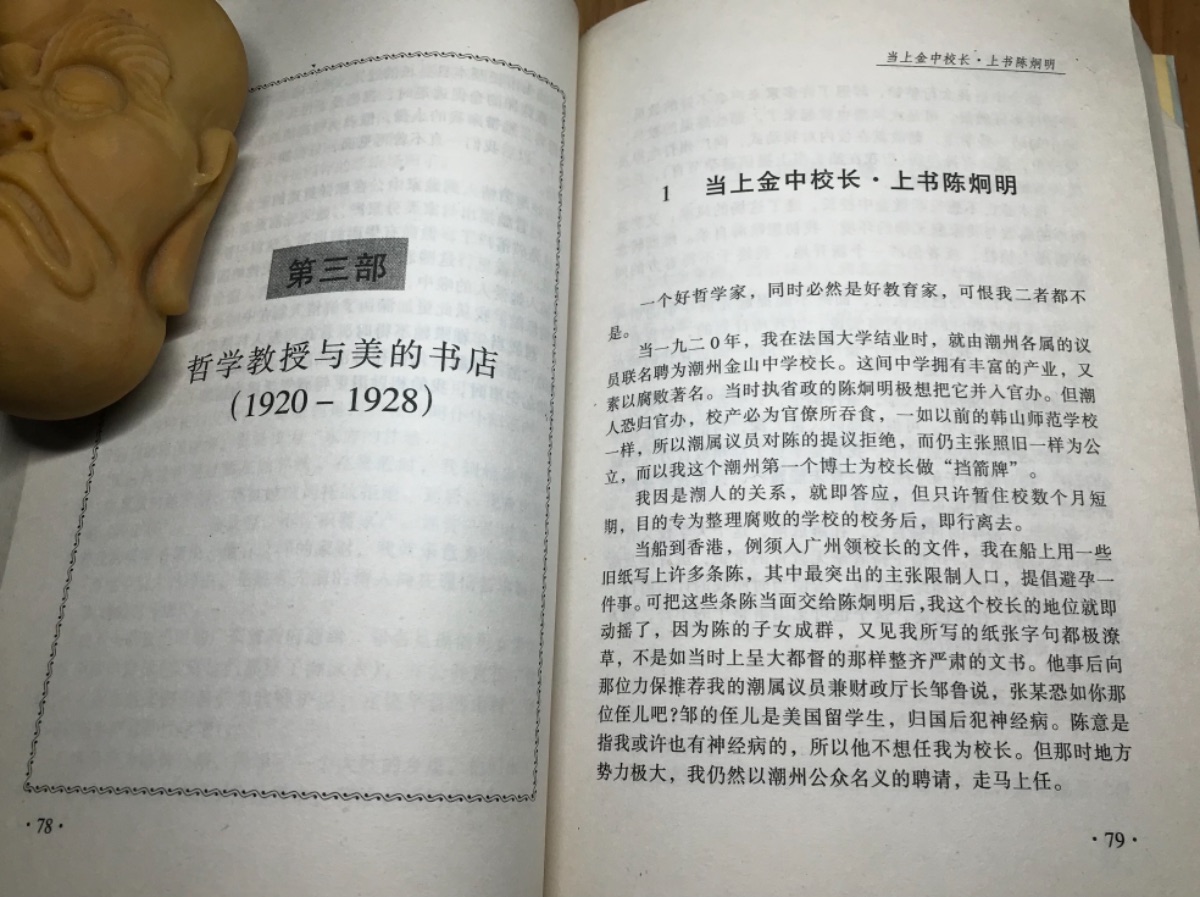 第三部
哲学教授与美的书店
(1920－1928)
·78·
当上金中校长·上书陈炯明
1 当上金中校长·上书陈炯明
一个好哲学家，同时必然是好教育家，可恨我二者都不
是。
当一九二0年，我在法国大学结业时，就由潮州各属的议
员联名聘为潮州金山中学校长。这间中学拥有丰富的产业，又
素以腐败著名。当时执省政的陈炯明极想把它并入官办。但潮
人恐归官办，校产必为官僚所吞食，一如以前的韩山师范学校
一样，所以潮属议员对陈的提议拒绝，而仍主张照旧一样为公
立，而以我这个潮州第一个博士为校长做“挡箭牌”。
我因是潮人的关系，就即答应，但只许暂住校数个月短
期，目的专为整理腐败的学校的校务后，即行离去。
当船到香港，例须入广州领校长的文件，我在船上用一些
旧纸写上许多条陈，其中最突出的主张限制人口，提倡避孕一
件事。可把这些条陈当面交给陈炯明后，我这个校长的地位就即
动摇了，因为陈的子女成群，又见我所写的纸张字句都极潦
草，不是如当时上呈大都督的那样整齐严肃的文书。他事后向
那位力保推荐我的潮属议员兼财政厅长邹鲁说，张某恐如你那
位侄儿吧？邹的侄儿是美国留学生，归国后犯神经病。陈意是
指我或许也有神经病的，所以他不想任我为校长。但那时地方
势力极大，我仍然以潮州公众名义的聘请，走马上任。
·79·